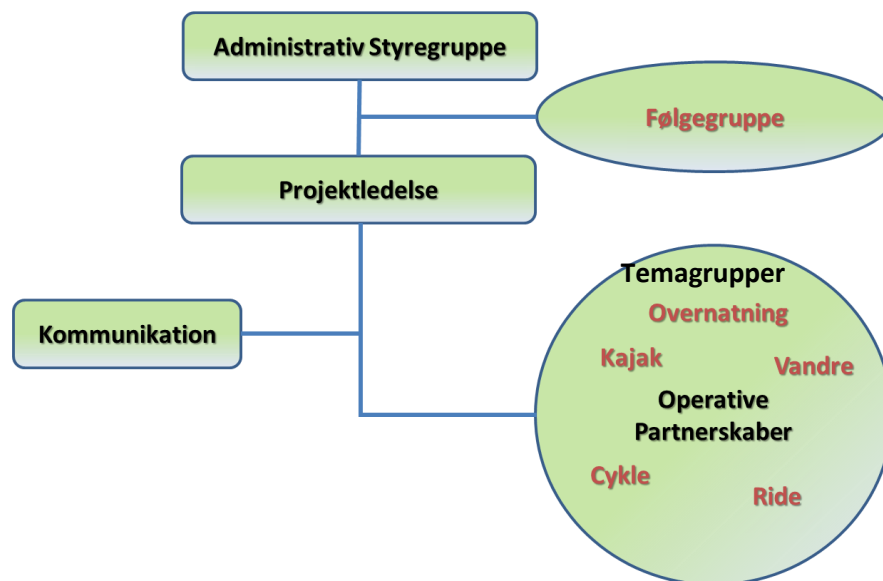 Administrativ Styregruppe
Følgegruppe
Projektledelse
Kommunikation
Temagrupper
Overnatning
Kajak
Vandre
Operative
Partnerskaber
Cykle
Ride